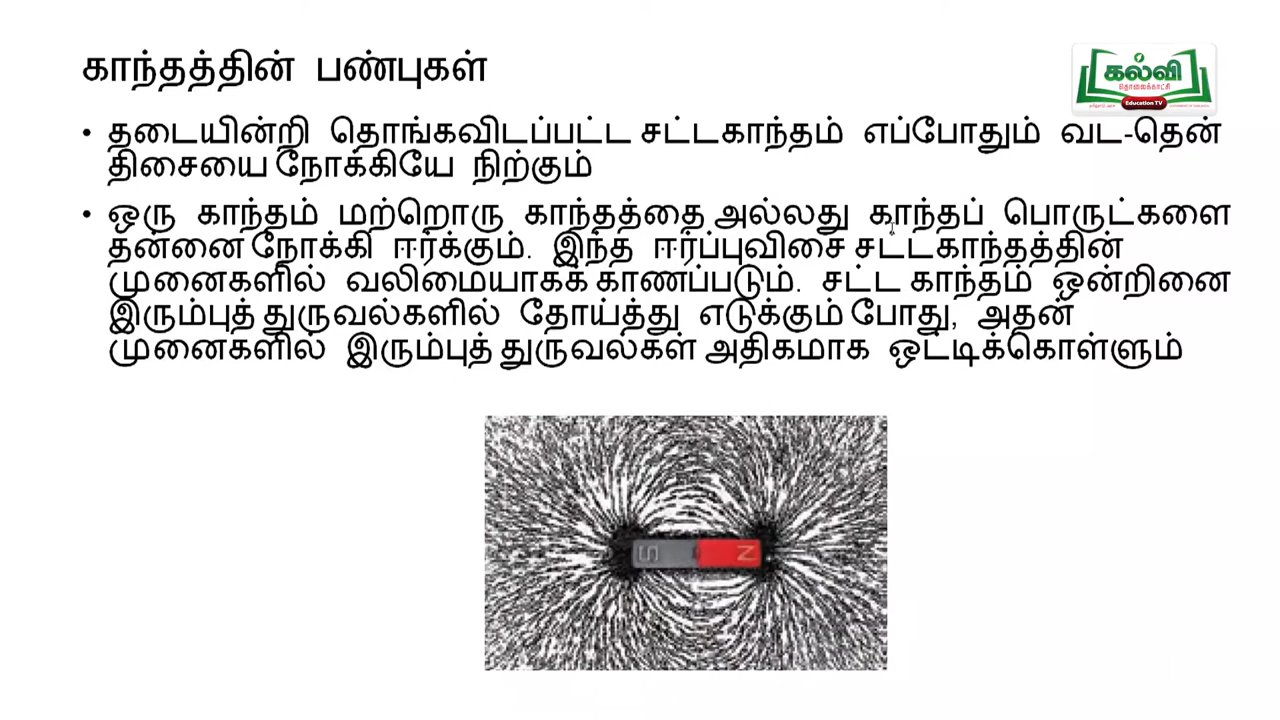 காந்தத்தின் பண்புகள்
கல்வி
தொலைக்காட்சி
Education TV
• தடையின்றி தொங்கவிடப்பட்ட சட்டகாந்தம் எப்போதும் வட-தென்
திசையை நோக்கியே நிற்கும்
• ஒரு காந்தம் மற்றொரு காந்தத்தை அல்லது காந்தப் பொருட்களை
தன்னை நோக்கி ஈர்க்கும். இந்த ஈர்ப்புவிசை சட்டகாந்தத்தின்
முனைகளில் வலிமையாகக் காணப்படும். சட்ட காந்தம் ஒன்றினை
இரும்புத் துருவல்களில் தோய்த்து எடுக்கும் போது, அதன்
முனைகளில் இரும்புத் துருவல்கள் அதிகமாக ஒட்டிக்கொள்ளும்
S N